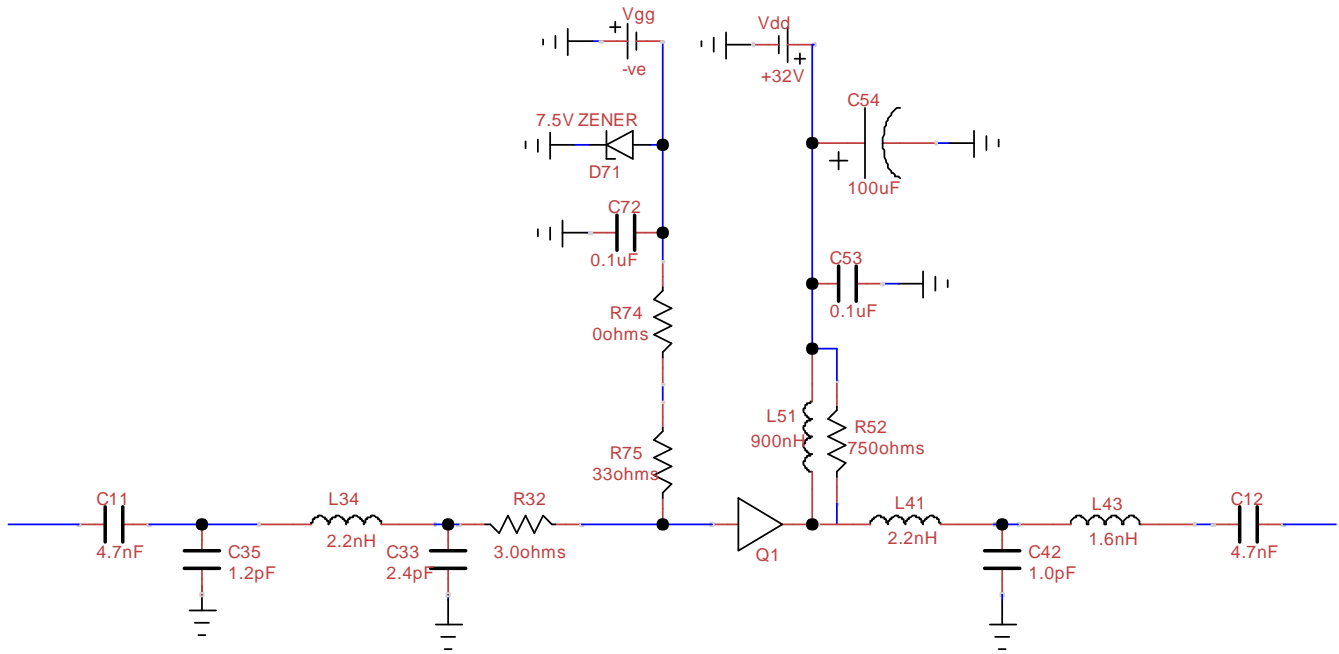 Vgg
+
-ve
Vdd
+
+32V
7.5V ZENER
D71
C54
+
100uF
C72
0.1uF
C53
0.1uF
R74
0ohms
L51
900nH
R52
750ohms
R75
33ohms
C11
4.7nF
L34
2.2nH
R32
3.0ohms
C35
1.2pF
C33
2.4pF
Q1
L41
2.2nH
L43
1.6nH
C12
4.7nF
C42
1.0pF